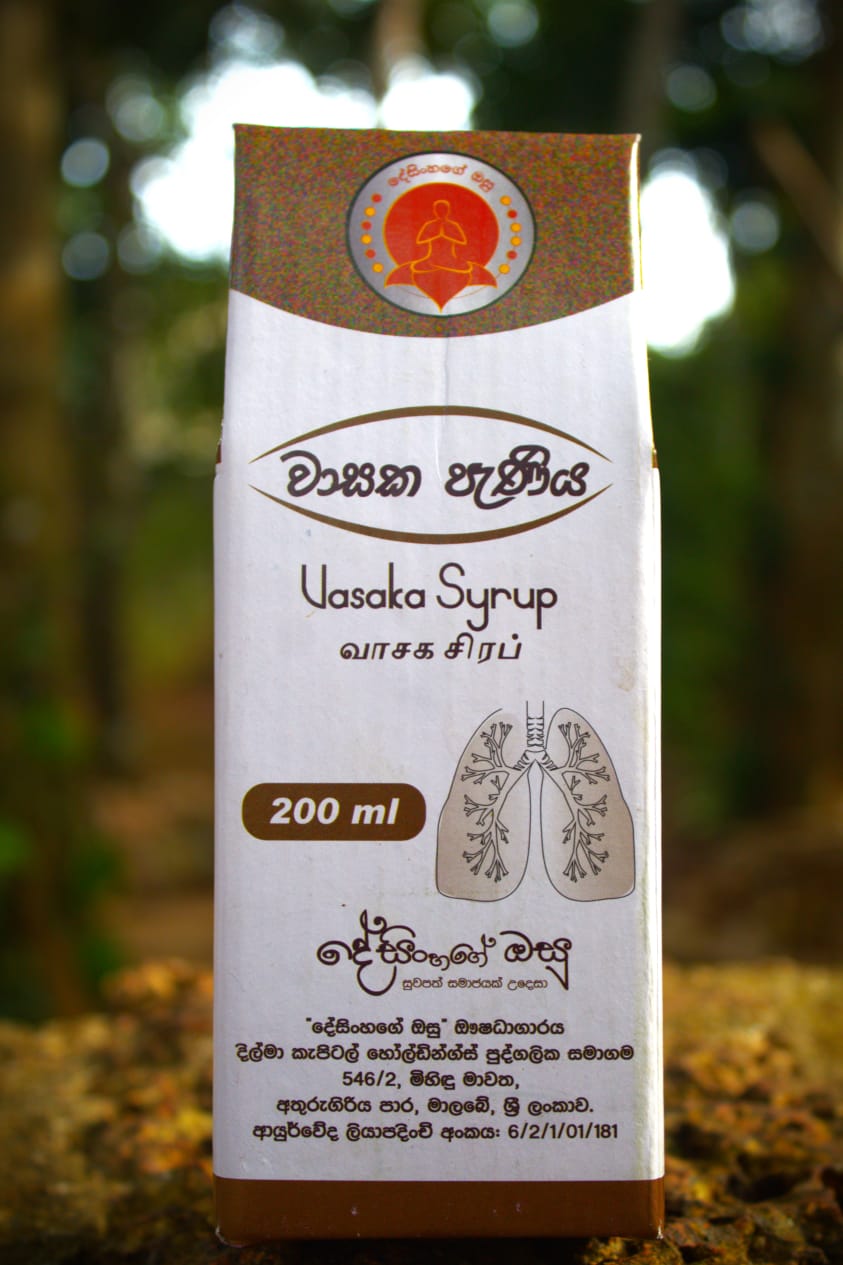 දේසිංහගේ ඔසු
වාසක පැණිය
Vasaka Syrup
வாசக சிரப்
200 ml
දේසිංහගේ ඔසු
සුවපත් සමාජයක් උදෙසා
"දේසිංහගේ ඔසු" ඖෂධාගාරය
දිල්මා කැපිටල් හෝල්ඩින්ග්ස් පුද්ගලික සමාගම
546/2, මිහිඳු මාවත,
අතුරුගිරිය පාර, මාලබේ, ශ්‍රී ලංකාව.
ආයුර්වේද ලියාපදිංචි අංකය: 6/2/1/01/181